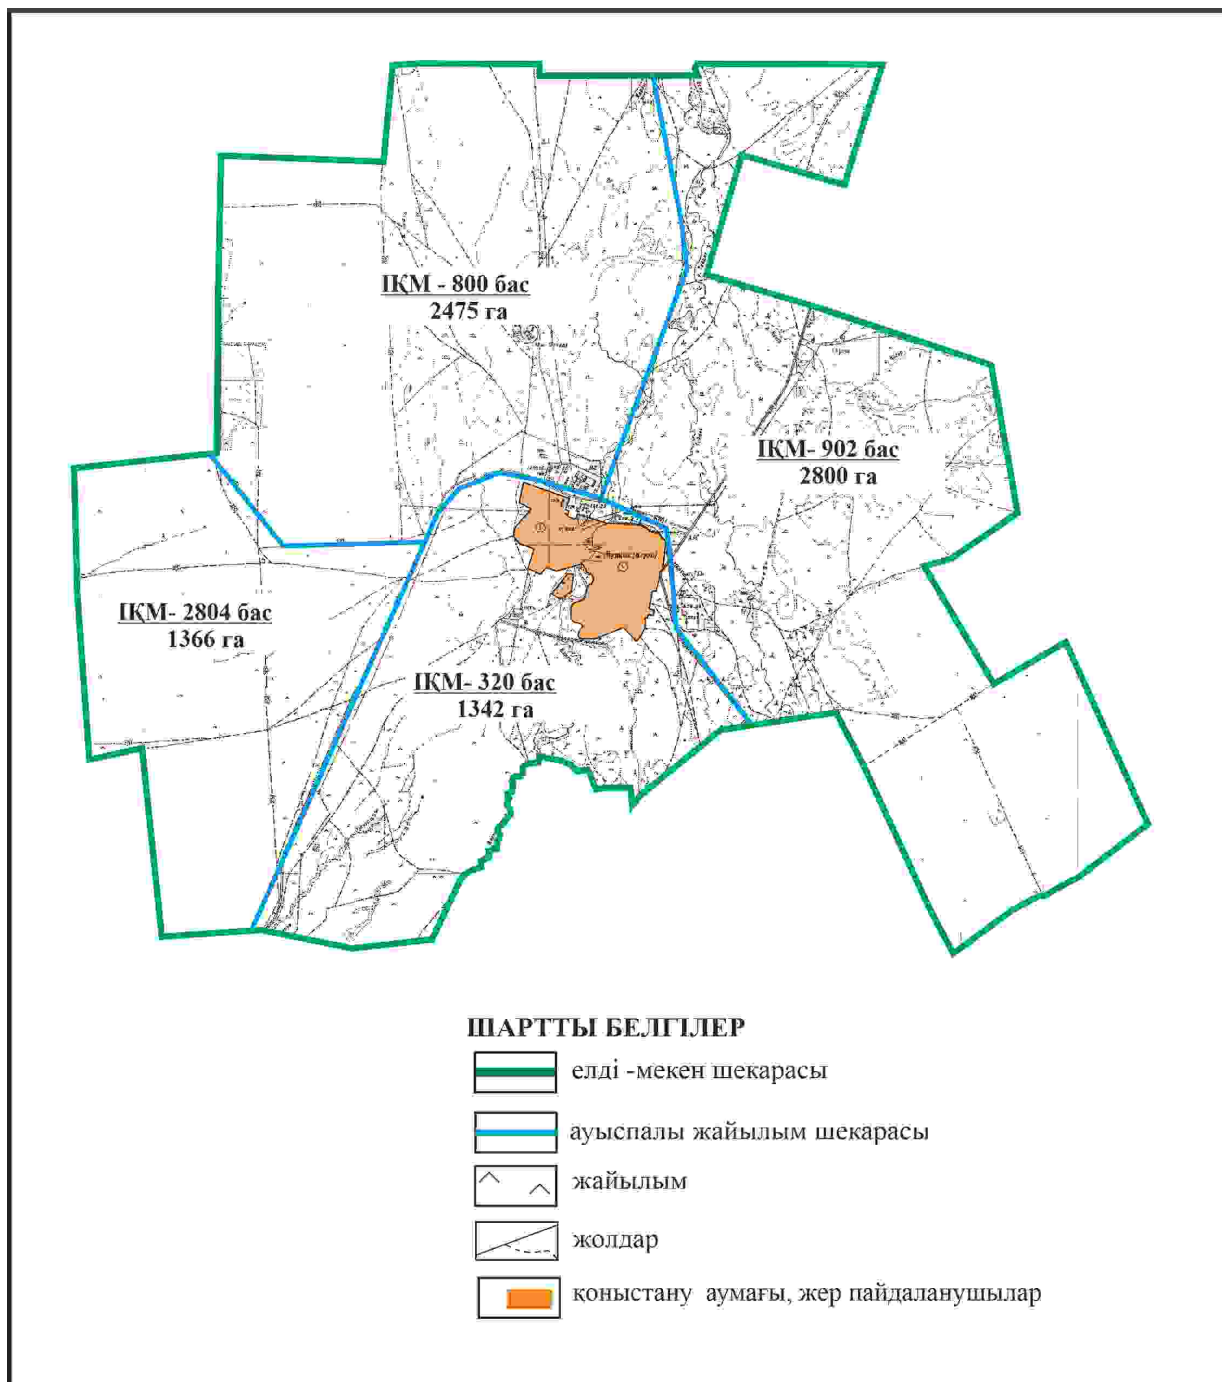 ІҚМ - 800 бас
2475 га
ІҚМ- 902 бас
2800 га
ІҚМ- 2804 бас
1366 га
ІҚМ- 320 бас
1342 га
ШАРТТЫ БЕЛГІЛЕР
елді -мекен шекарасы
ауыспалы жайылым шекарасы
жайылым
жолдар
қоныстану аумағы, жер пайдаланушылар